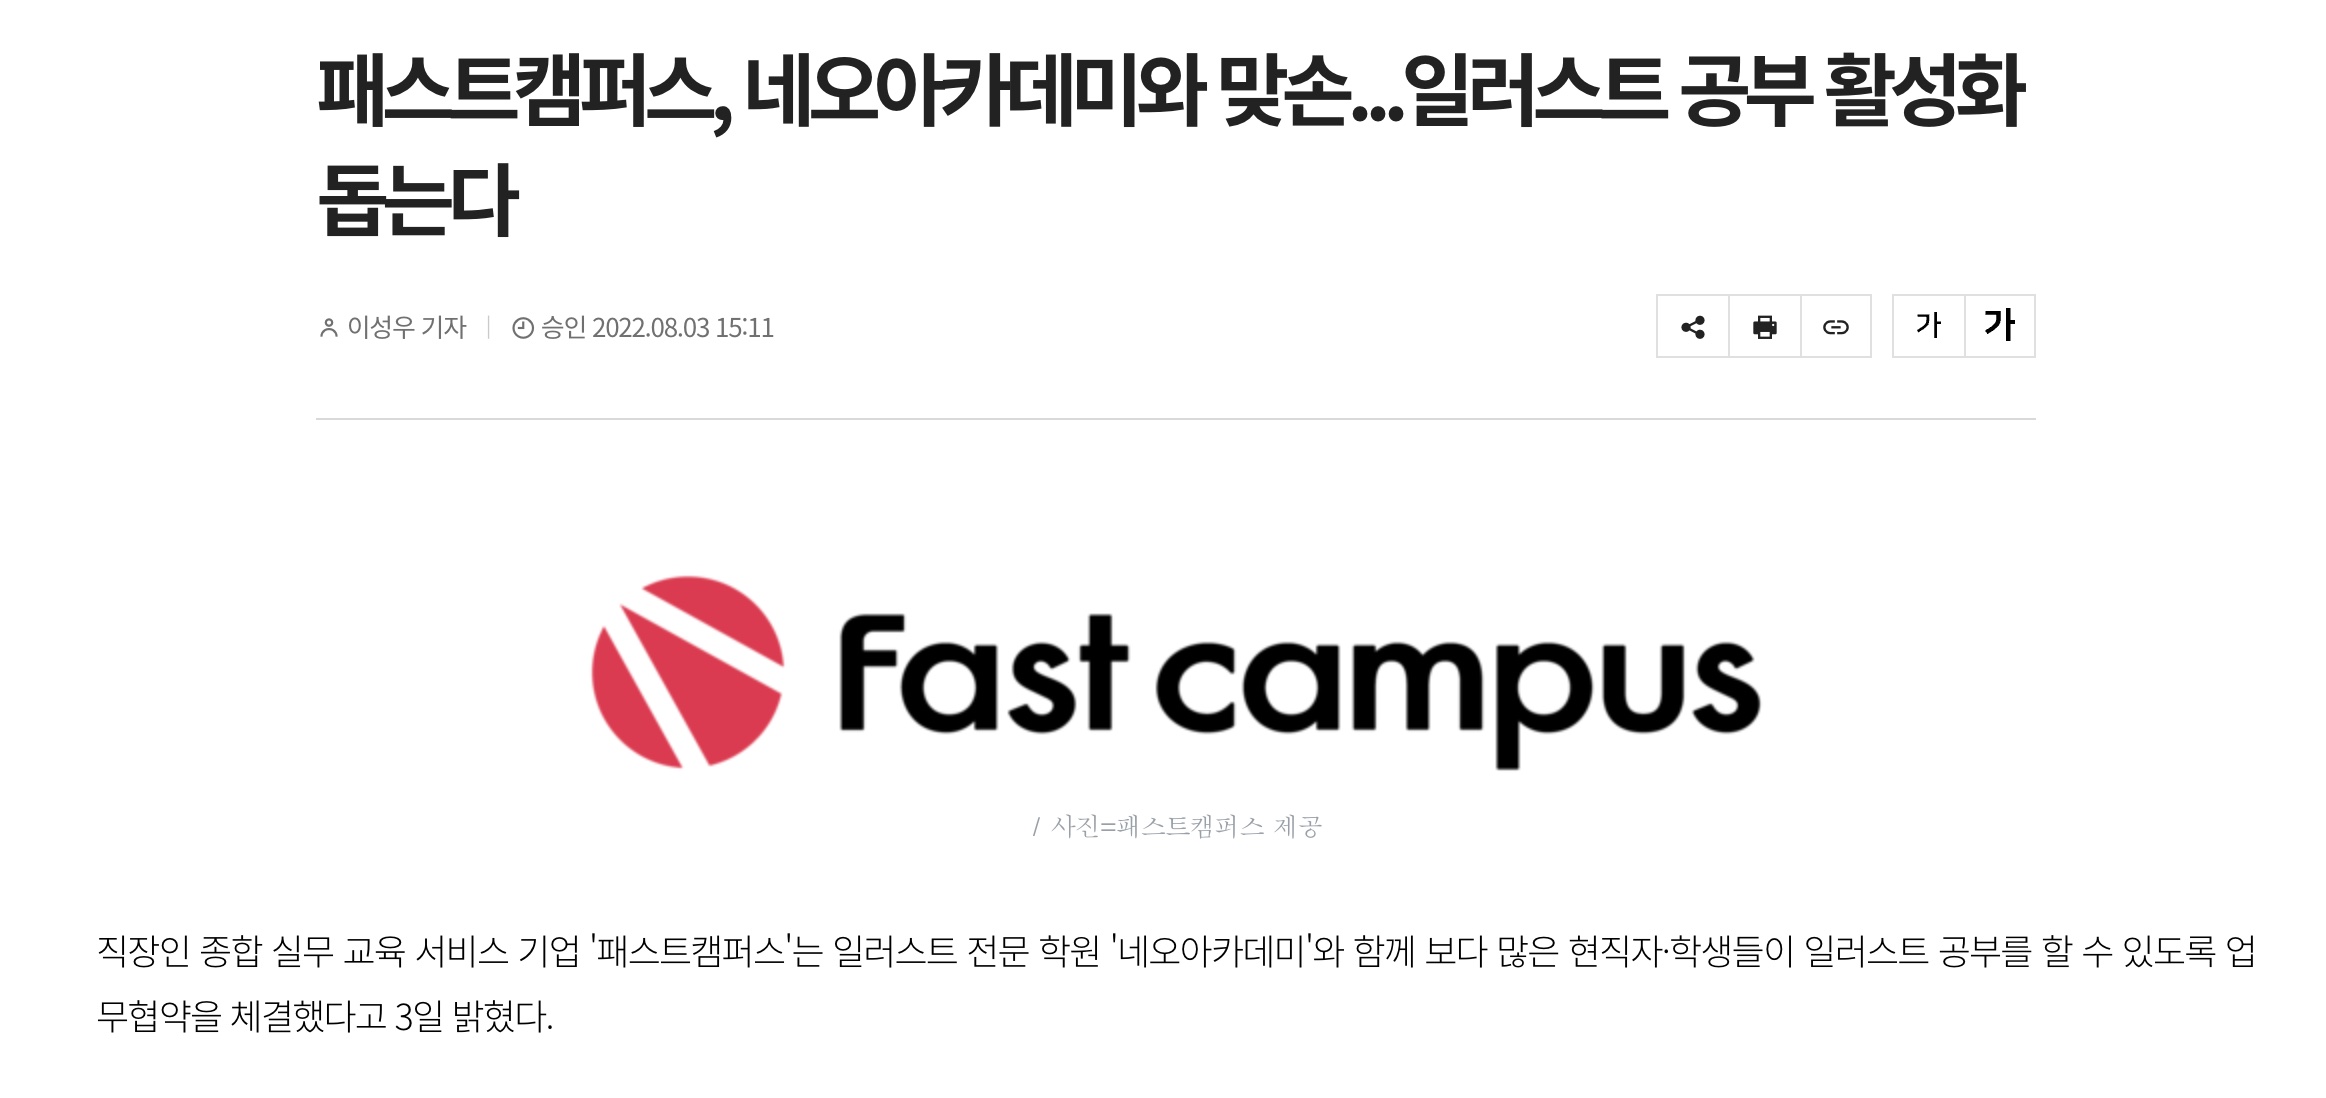 패스트캠퍼스, 네오아카데미와 맞손...일러스트 공부 활성화
돕는다
이성우 기자 승인 2022.08.03 15:11
가 가
fast campus
/ 사진=패스트캠퍼스 제공
직장인 종합 실무 교육 서비스 기업 '패스트캠퍼스'는 일러스트 전문 학원 '네오아카데미'와 함께 보다 많은 현직자·학생들이 일러스트 공부를 할 수 있도록 업
무협약을 체결했다고 3일 밝혔다.